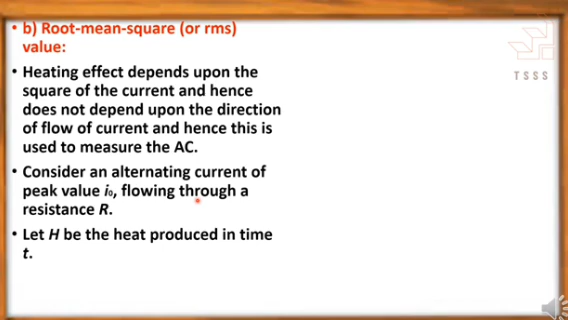 • b) Root-mean-square (or rms)
value:
• Heating effect depends upon the
square of the current and hence
does not depend upon the direction
of flow of current and hence this is
used to measure the AC.
• Consider an alternating current of
peak value i₀, flowing through a
resistance R.
• Let H be the heat produced in time
t.
TSSS